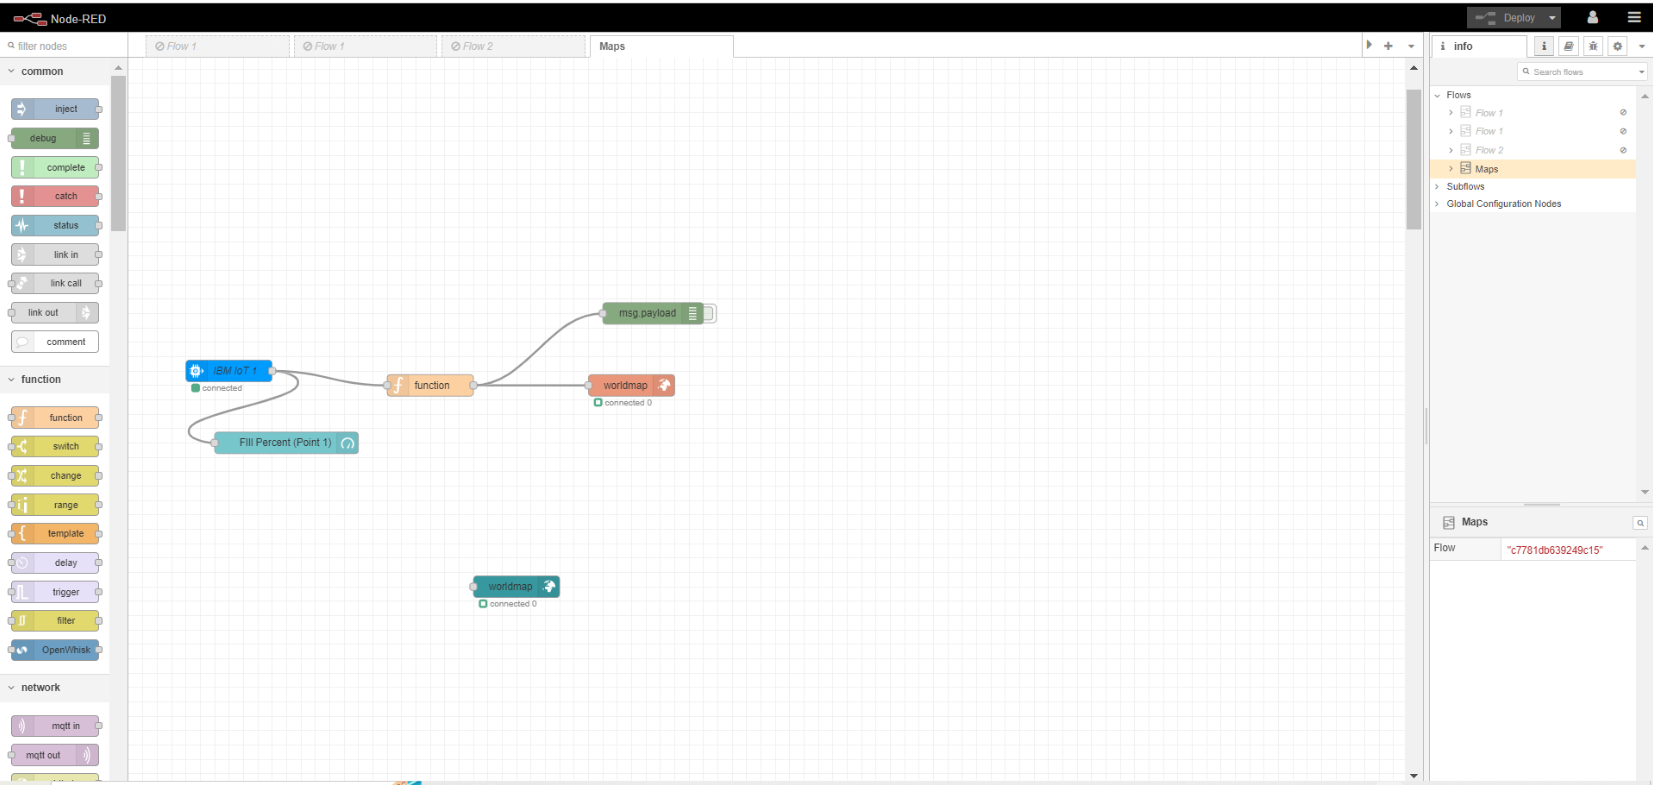 Node-RED
Deploy
filter nodes
Flow 1
Flow 1
Flow 2
Maps
i info
i
Search flows
common
inject
debug
complete
catch
status
link in
link call
link out
comment
function
function
switch
change
range
template
delay
trigger
filter
OpenWhisk
network
mqtt in
mqtt out
msg.payload
IBM IoT 1
connected
function
worldmap
connected 0
FIll Percent (Point 1)
worldmap
connected 0
Flows
Flow 1
Flow 1
Flow 2
Maps
Subflows
Global Configuration Nodes
Maps
Flow "c7781db639249c15"